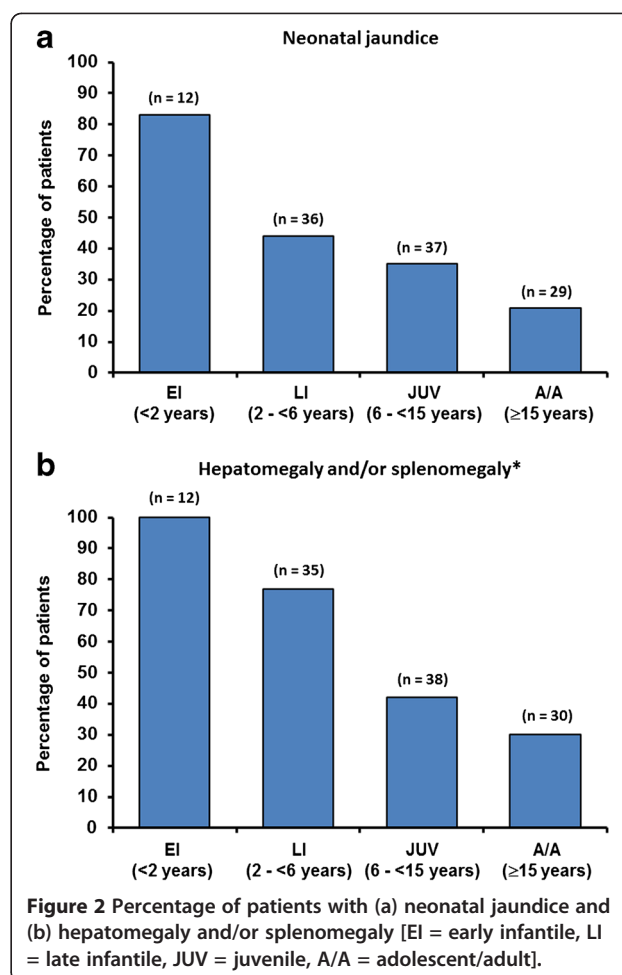 a
Neonatal jaundice
Percentage of patients
100
90
80
70
60
50
40
30
20
10
0
(n = 12)
(n = 36)
(n = 37)
(n = 29)
EI LI JUV A/A
(<2 years) (2 - <6 years) (6 - <15 years) (≥15 years)
b
Hepatomegaly and/or splenomegaly*
Percentage of patients
100
90
80
70
60
50
40
30
20
10
0
(n = 12)
(n = 35)
(n = 38)
(n = 30)
EI LI JUV A/A
(<2 years) (2 - <6 years) (6 - <15 years) (≥15 years)
Figure 2 Percentage of patients with (a) neonatal jaundice and
(b) hepatomegaly and/or splenomegaly [EI = early infantile, LI
= late infantile, JUV = juvenile, A/A = adolescent/adult].